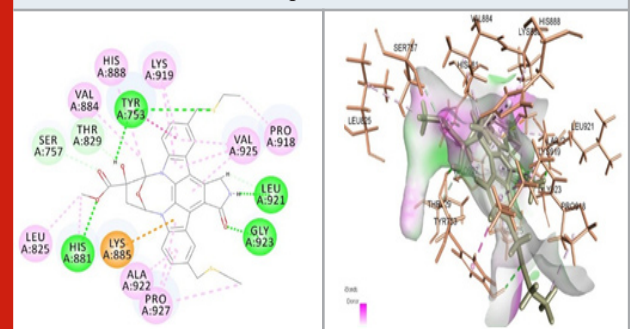 HIS
A:888
LYS
A:919
VAL
A:884
TYR
A:753
THR
A:829
SER
A:757
VAL
A:925
PRO
A:918
LEU
A:921
GLY
A:923
LEU
A:825
HIS
A:881
LYS
A:885
ALA
A:922
PRO
A:927
VAL884
HIS888
SER757
LEU825
LEU921
PRO918
TYR753